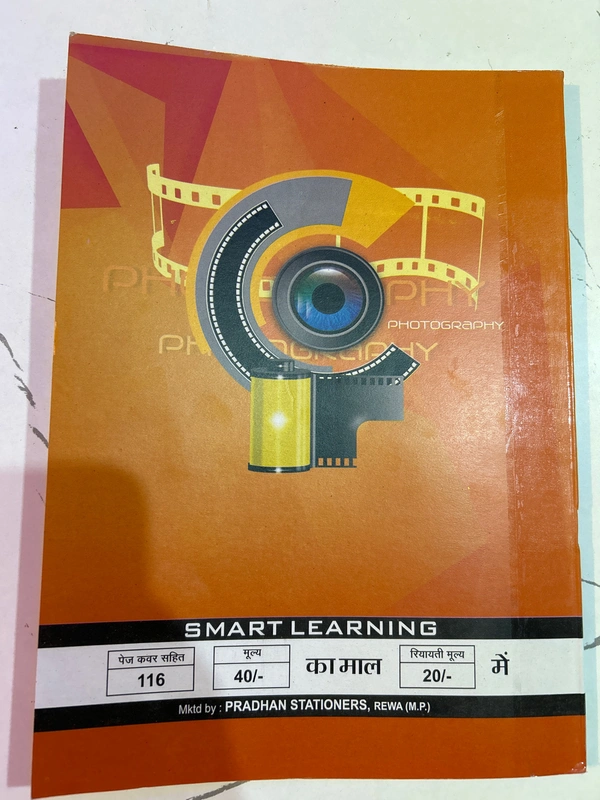 PHOTOGRAPHY
SMART LEARNING
पेज कवर सहित
116
मूल्य
40/-
का माल
रियायती मूल्य
20/-
में
Mktd by : PRADHAN STATIONERS, REWA (M.P.)